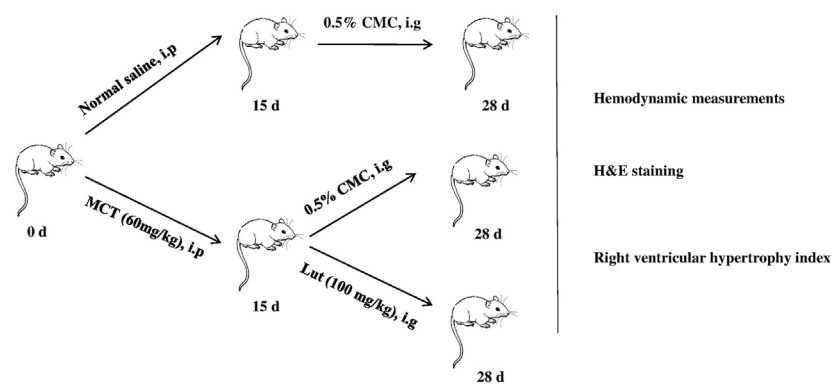 Normal saline, i.p
15 d
0.5% CMC, i.g
28 d
0 d
MCT (60mg/kg), i.p
15 d
0.5% CMC, i.g
28 d
Lut (100 mg/kg), i.g
28 d
Hemodynamic measurements
H&E staining
Right ventricular hypertrophy index